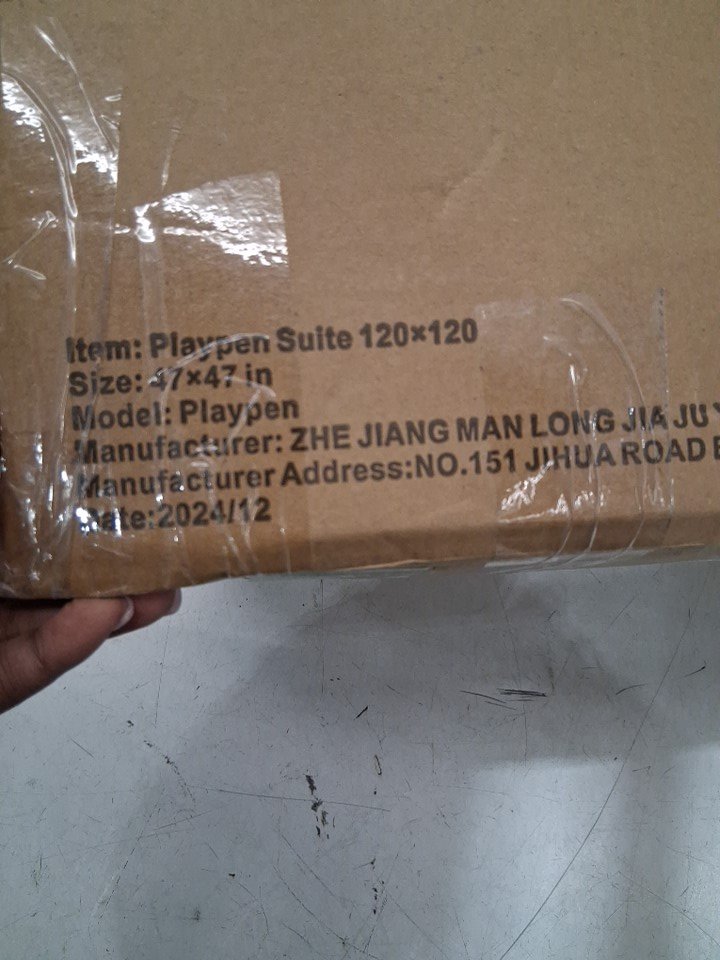 Item: Playpen Suite 120×120
Size: 47×47 in
Model: Playpen
Manufacturer: ZHE JIANG MAN LONG JIA JU
Manufacturer Address:NO.151 JIHUA ROAD
Date:2024/12